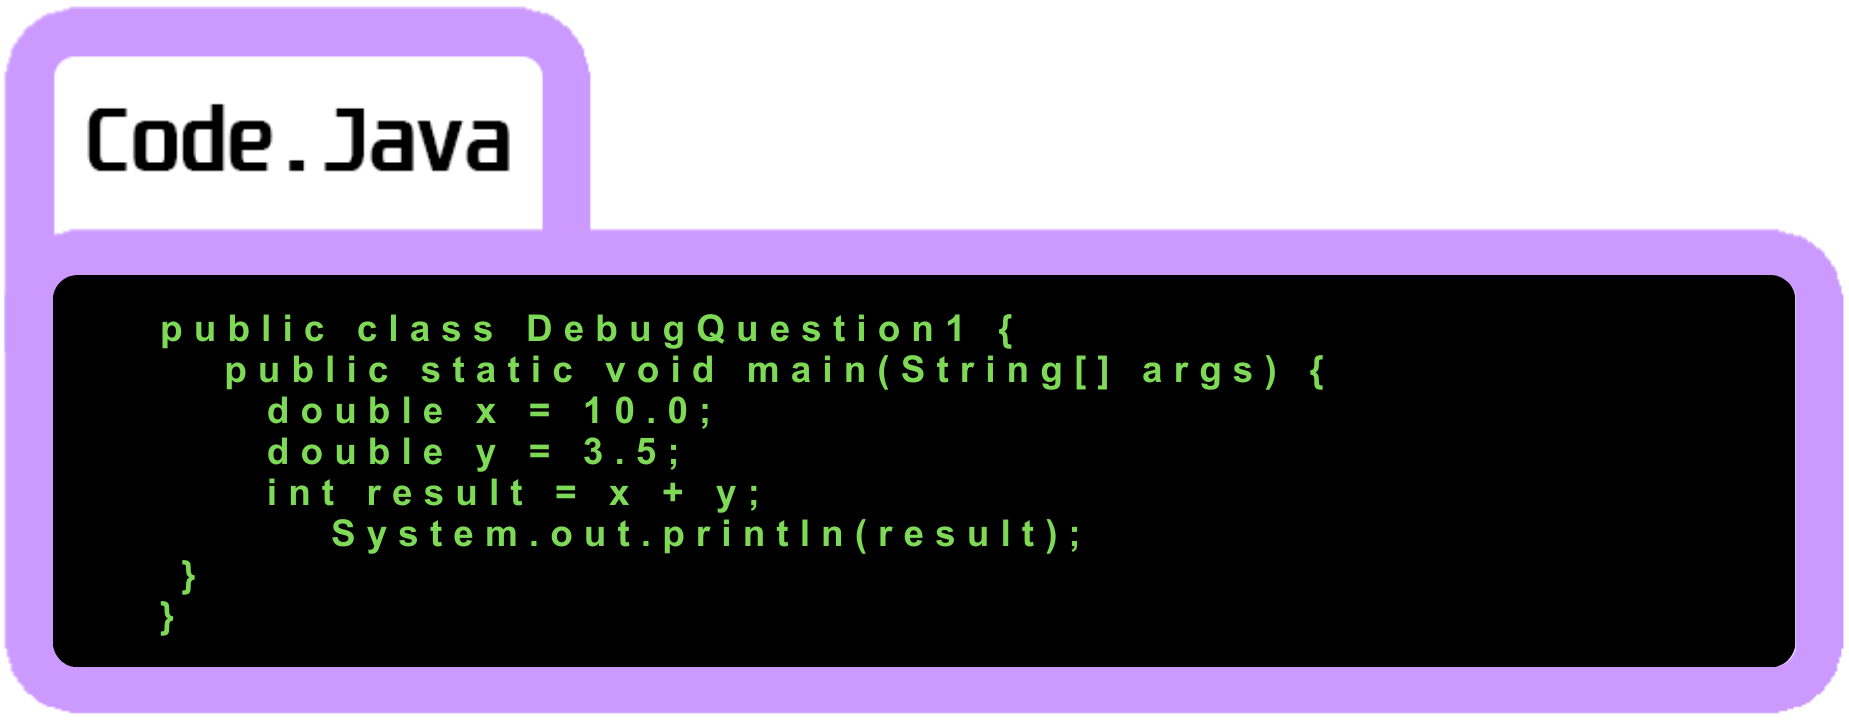 Code.Java
public class DebugQuestion1 {
public static void main(String[] args) {
double x = 10.0;
double y = 3.5;
int result = x + y;
System.out.println(result);
}
}